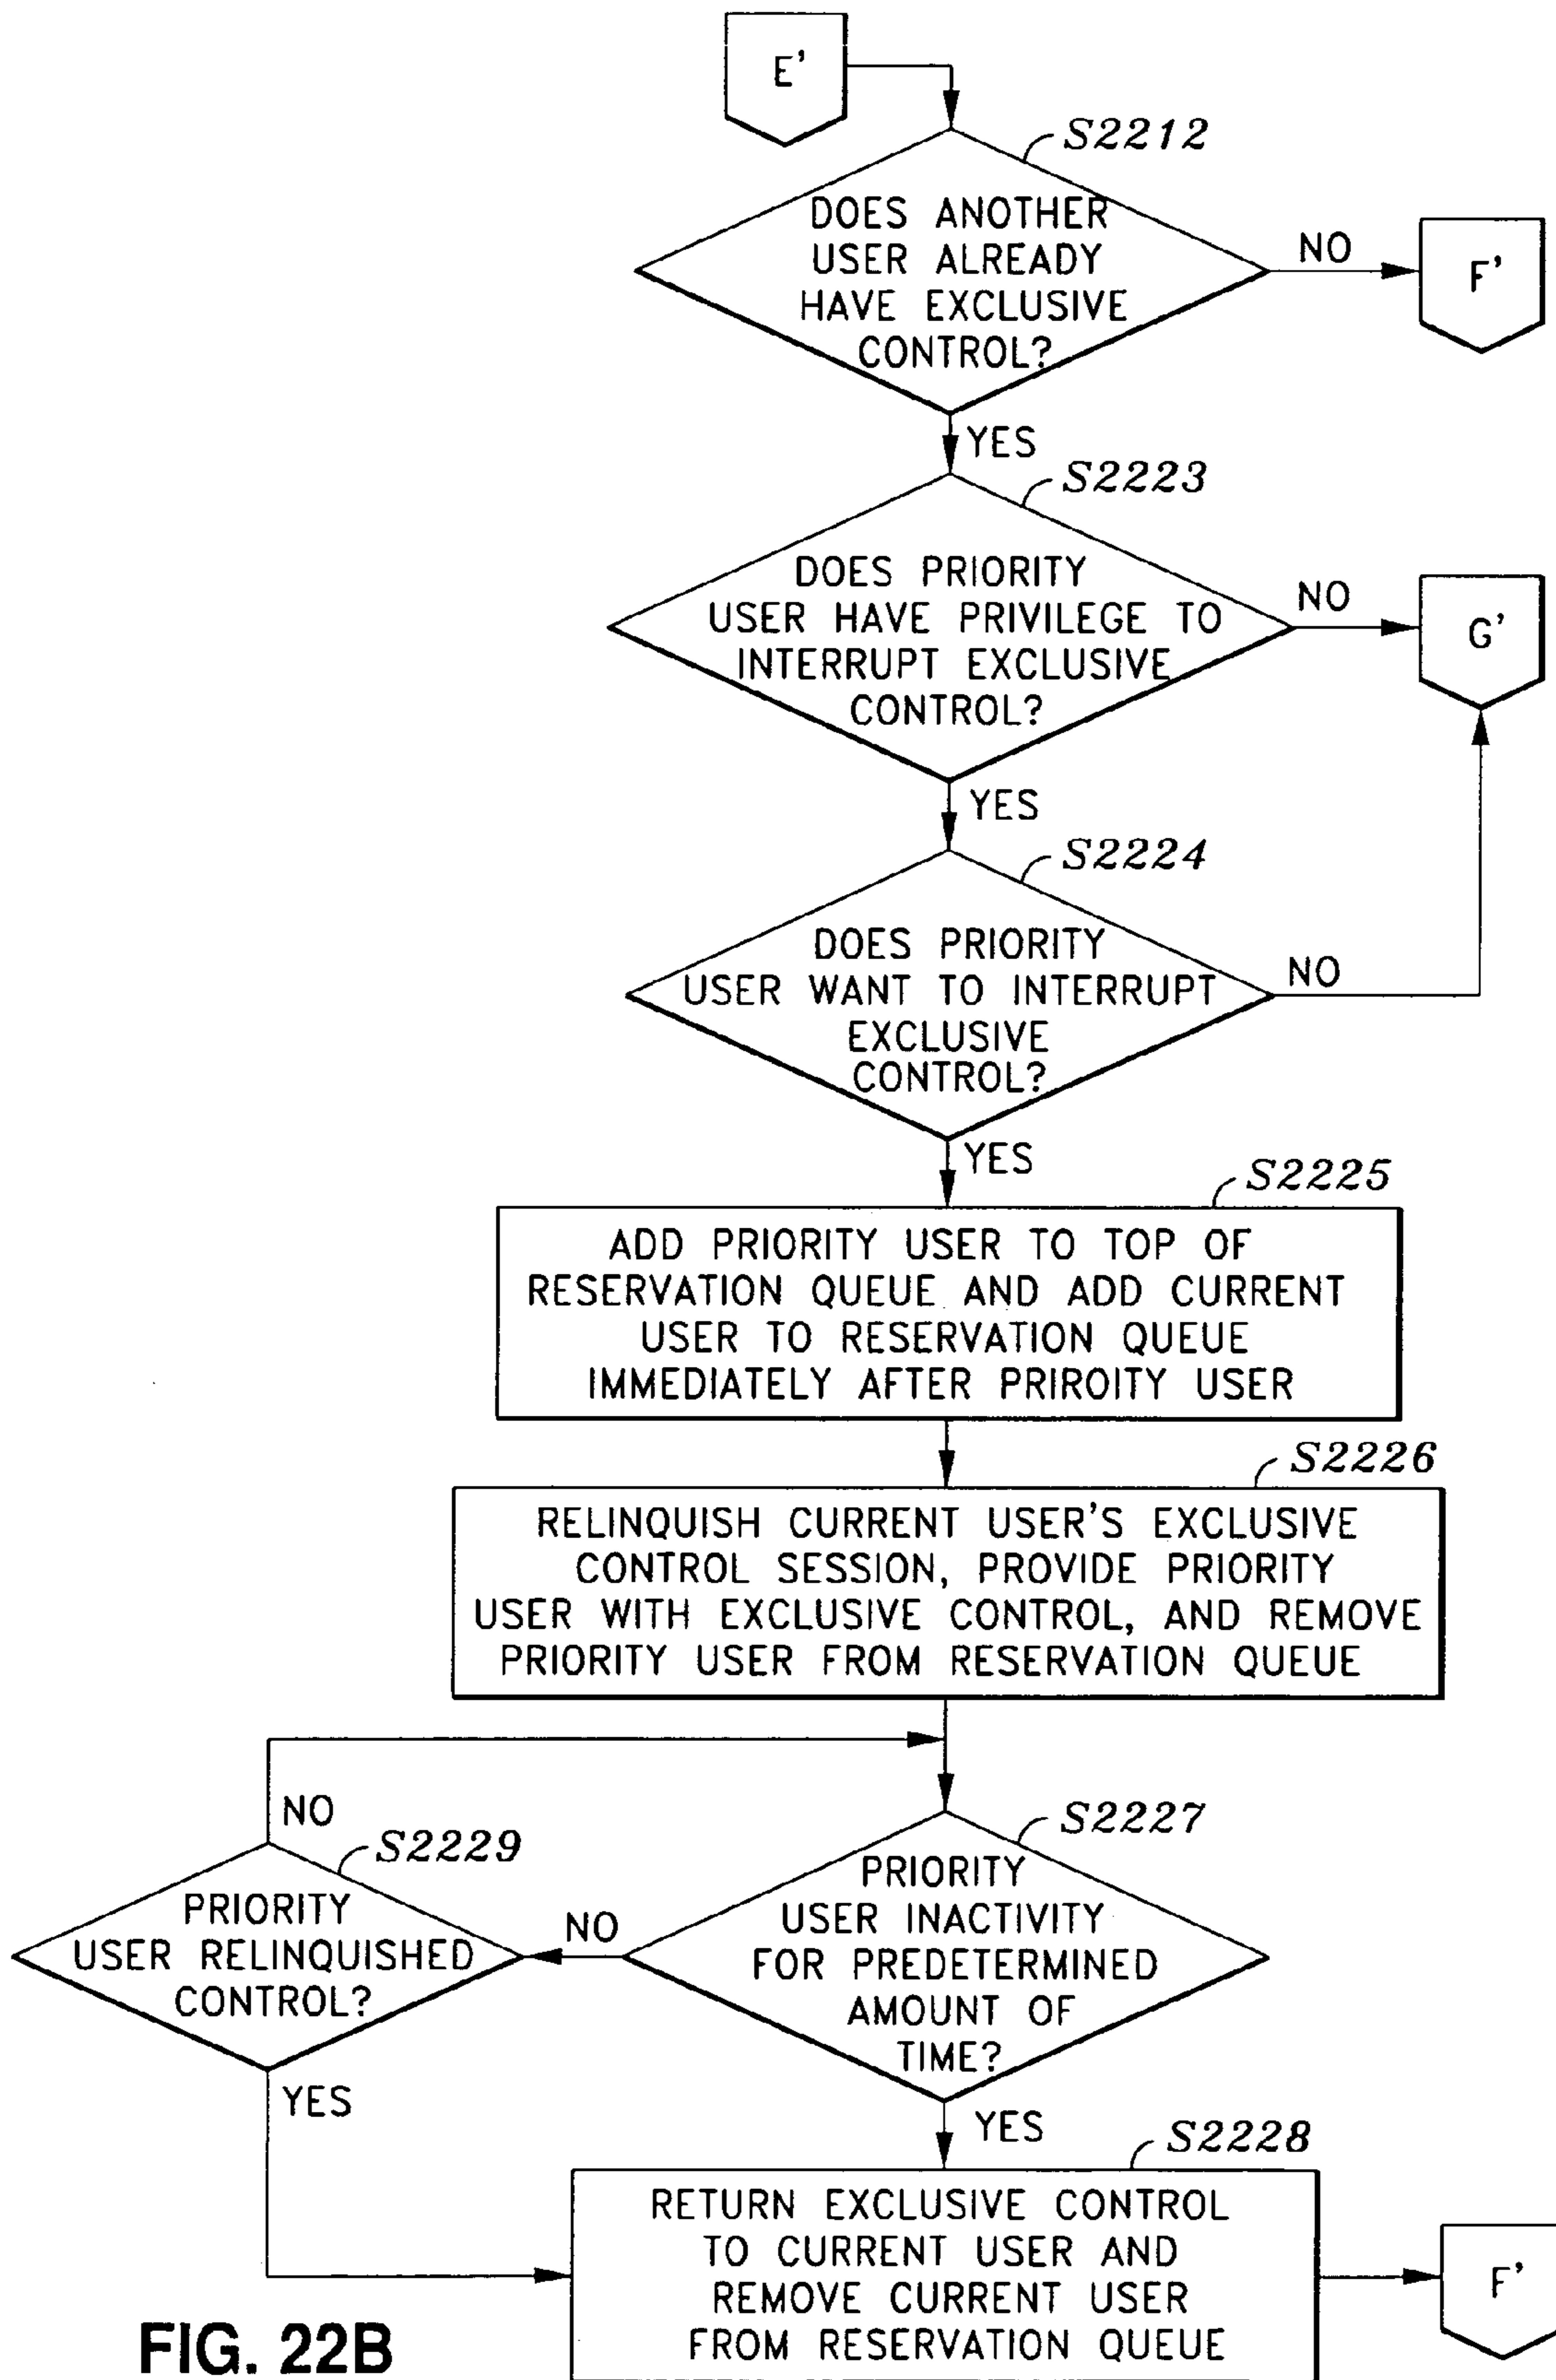 E'
S2212
DOES ANOTHER
USER ALREADY
HAVE EXCLUSIVE
CONTROL?
NO
F'
YES
S2223
DOES PRIORITY
USER HAVE PRIVILEGE TO
INTERRUPT EXCLUSIVE
CONTROL?
NO
G'
YES
S2224
DOES PRIORITY
USER WANT TO INTERRUPT
EXCLUSIVE
CONTROL?
NO
YES
S2225
ADD PRIORITY USER TO TOP OF
RESERVATION QUEUE AND ADD CURRENT
USER TO RESERVATION QUEUE
IMMEDIATELY AFTER PRIROITY USER
S2226
RELINQUISH CURRENT USER'S EXCLUSIVE
CONTROL SESSION, PROVIDE PRIORITY
USER WITH EXCLUSIVE CONTROL, AND REMOVE
PRIORITY USER FROM RESERVATION QUEUE
NO
S2229
PRIORITY
USER RELINQUISHED
CONTROL?
NO
S2227
PRIORITY
USER INACTIVITY
FOR PREDETERMINED
AMOUNT OF
TIME?
YES
YES
S2228
RETURN EXCLUSIVE CONTROL
TO CURRENT USER AND
REMOVE CURRENT USER
FROM RESERVATION QUEUE
F'
FIG. 22B